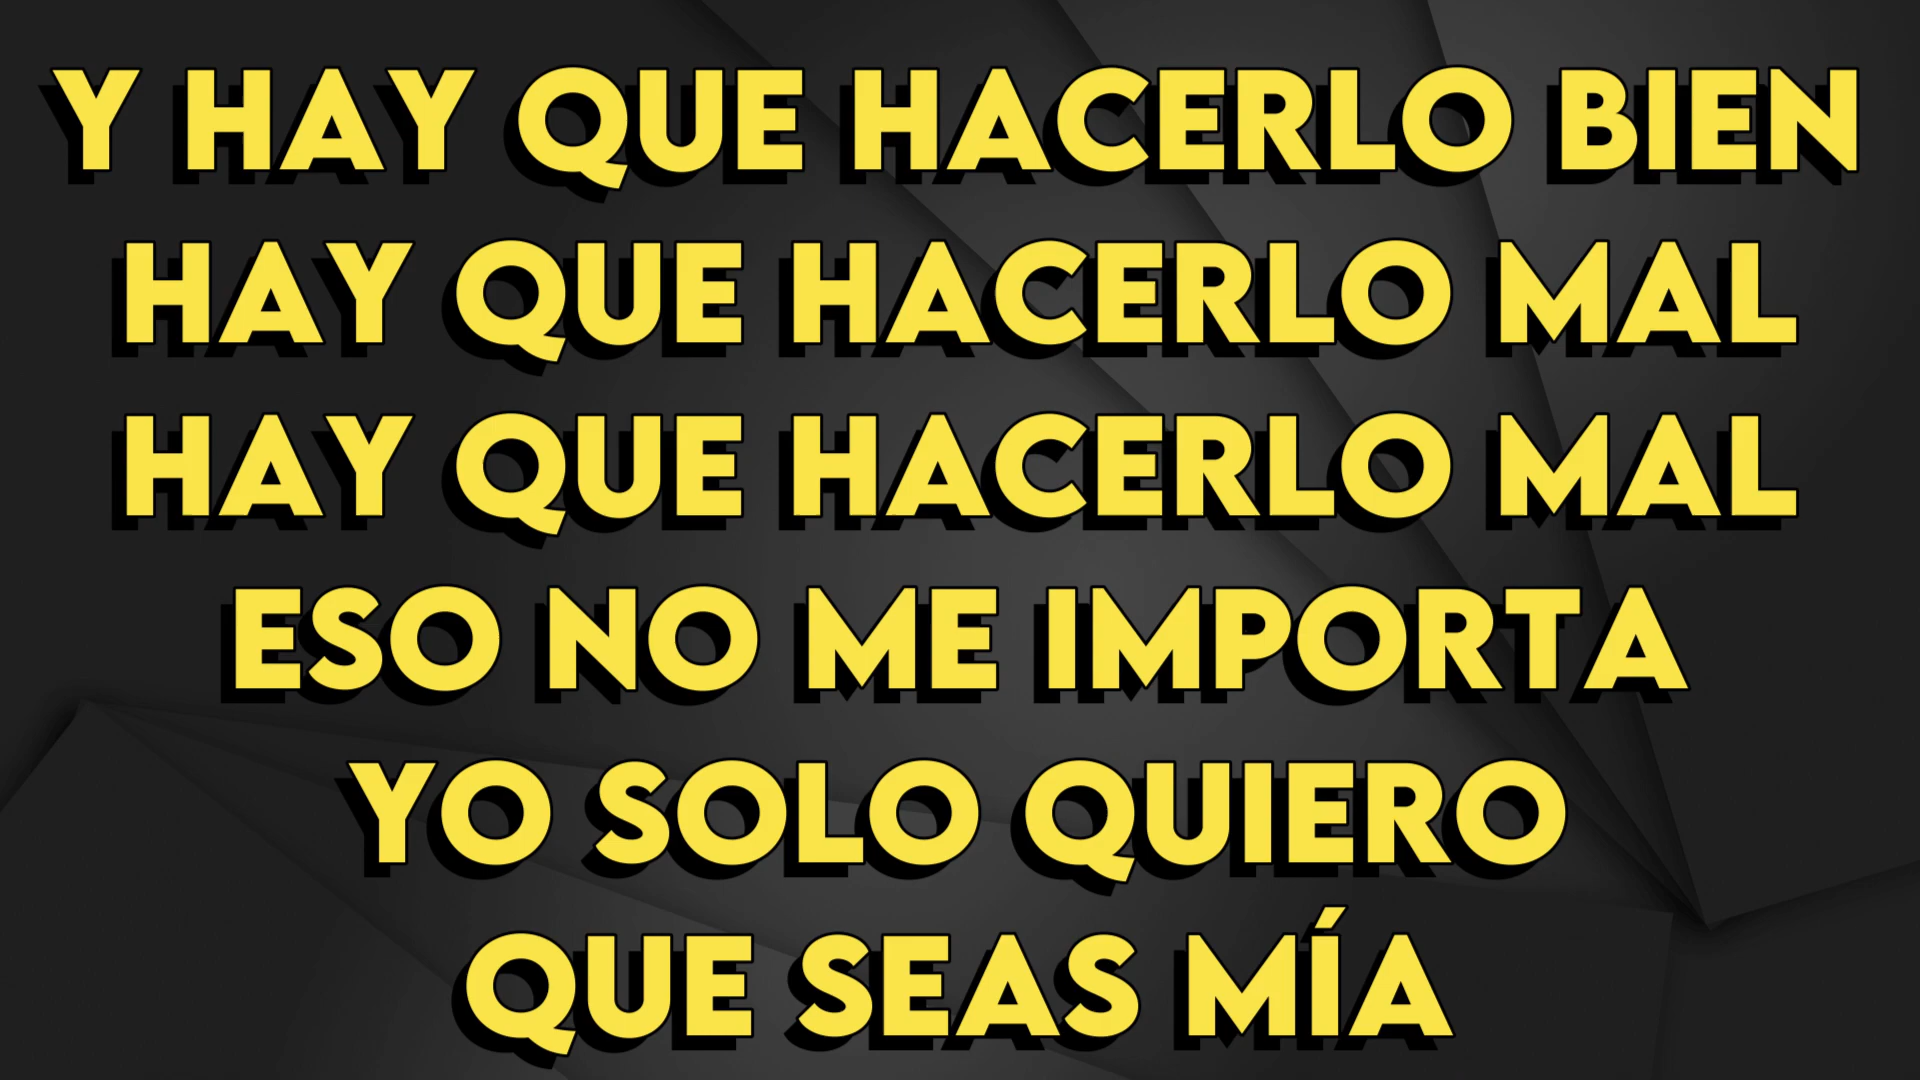 Y HAY QUE HACERLO BIEN
HAY QUE HACERLO MAL
HAY QUE HACERLO MAL
ESO NO ME IMPORTA
YO SOLO QUIERO
QUE SEAS MÍA